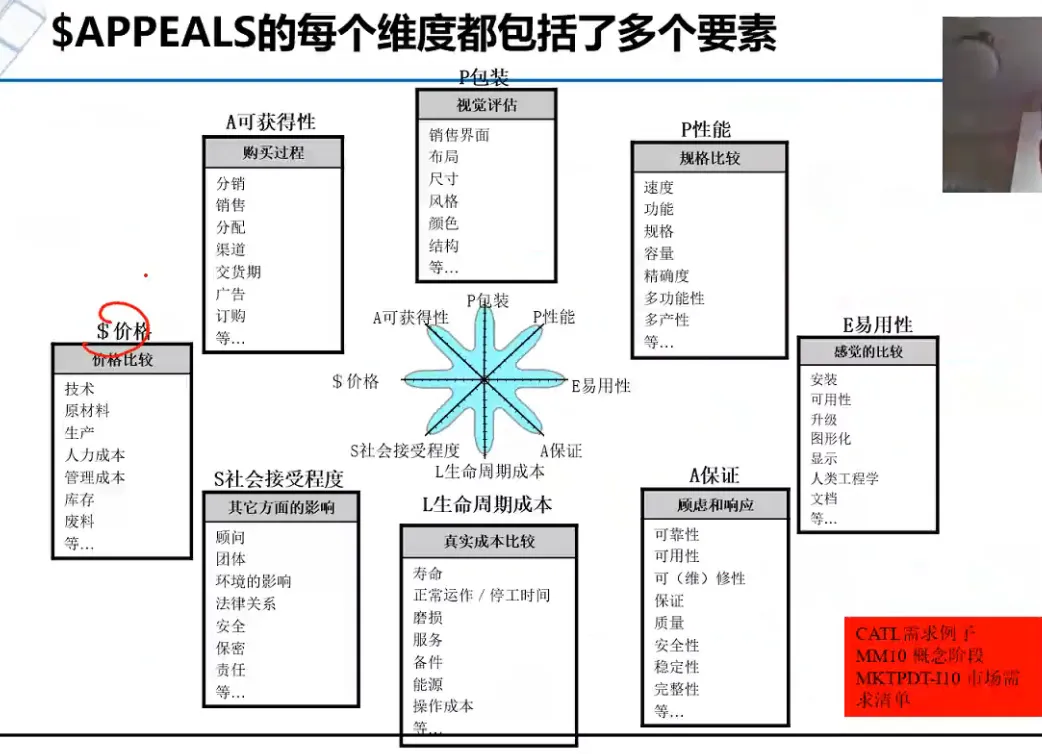 $APPEALS的每个维度都包括了多个要素
P包装
视觉评估
销售界面
布局
尺寸
风格
颜色
结构
等...
A可获得性
购买过程
分销
销售
分配
渠道
交货期
广告
订购
等...
P性能
规格比较
速度
功能
规格
容量
精确度
多功能性
多产性
等...
$价格
价格比较
技术
原材料
生产
人力成本
管理成本
库存
废料
等...
P包装
A可获得性
P性能
$价格
E易用性
S社会接受程度
A保证
L生命周期成本
E易用性
感觉的比较
安装
可用性
升级
图形化
显示
人类工程学
文档
等...
S社会接受程度
其它方面的影响
顾问
团体
环境的影响
法律关系
安全
保密
责任
等...
L生命周期成本
真实成本比较
寿命
正常运作/停工时间
磨损
服务
备件
能源
操作成本
等...
A保证
顾虑和响应
可靠性
可用性
可（维）修性
保证
质量
安全性
稳定性
完整性
等...
CATL需求例子
MM10 概念阶段
MKTPDT-I10 市场需
求清单